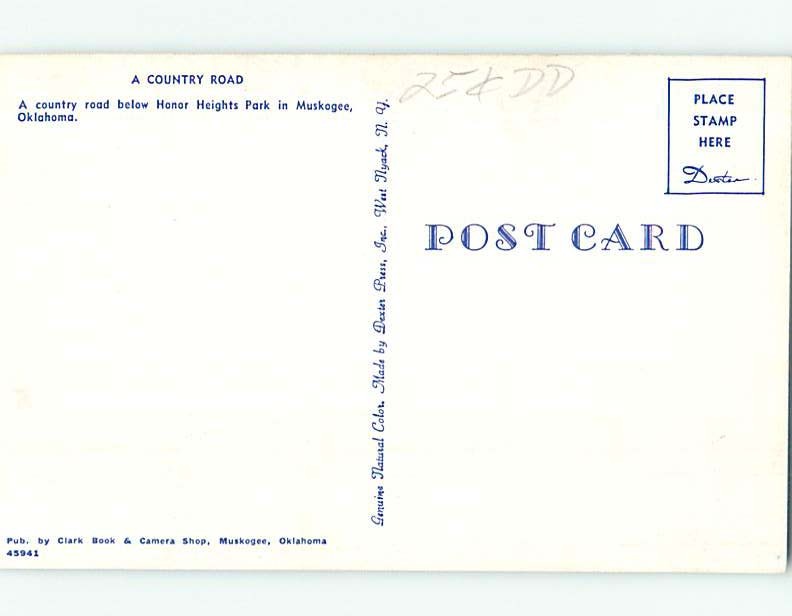 A COUNTRY ROAD
A country road below Honor Heights Park in Muskogee,
Oklahoma.
Pub. by Clark Book & Camera Shop, Muskogee, Oklahoma
45941
Genuine Natural Color. Made by Dexter Press, Inc., West Nyack, N. Y.
25¢ DD
PLACE
STAMP
HERE
Dexter
POST CARD